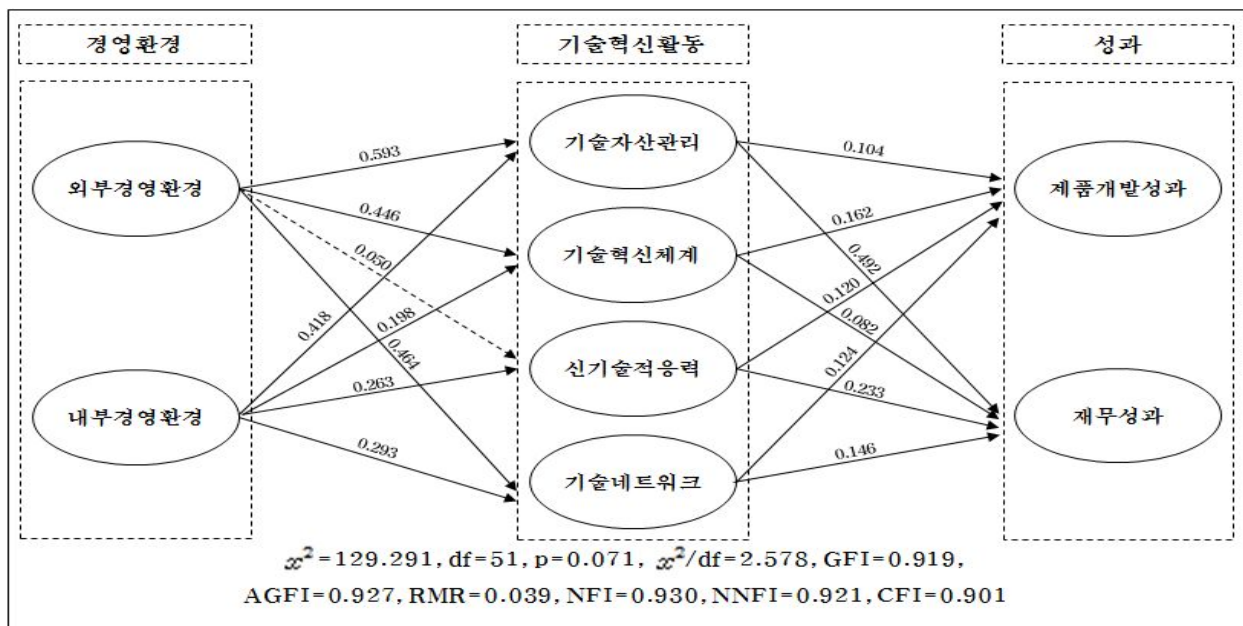 경영환경
기술혁신활동
성과
외부경영환경
내부경영환경
기술자산관리
기술혁신체계
신기술적응력
기술네트워크
제품개발성과
재무성과
0.593
0.446
0.050
0.418
0.198
0.464
0.263
0.293
0.104
0.162
0.492
0.120
0.082
0.124
0.233
0.146
x²=129.291, df=51, p=0.071, x²/df=2.578, GFI=0.919,
AGFI=0.927, RMR=0.039, NFI=0.930, NNFI=0.921, CFI=0.901